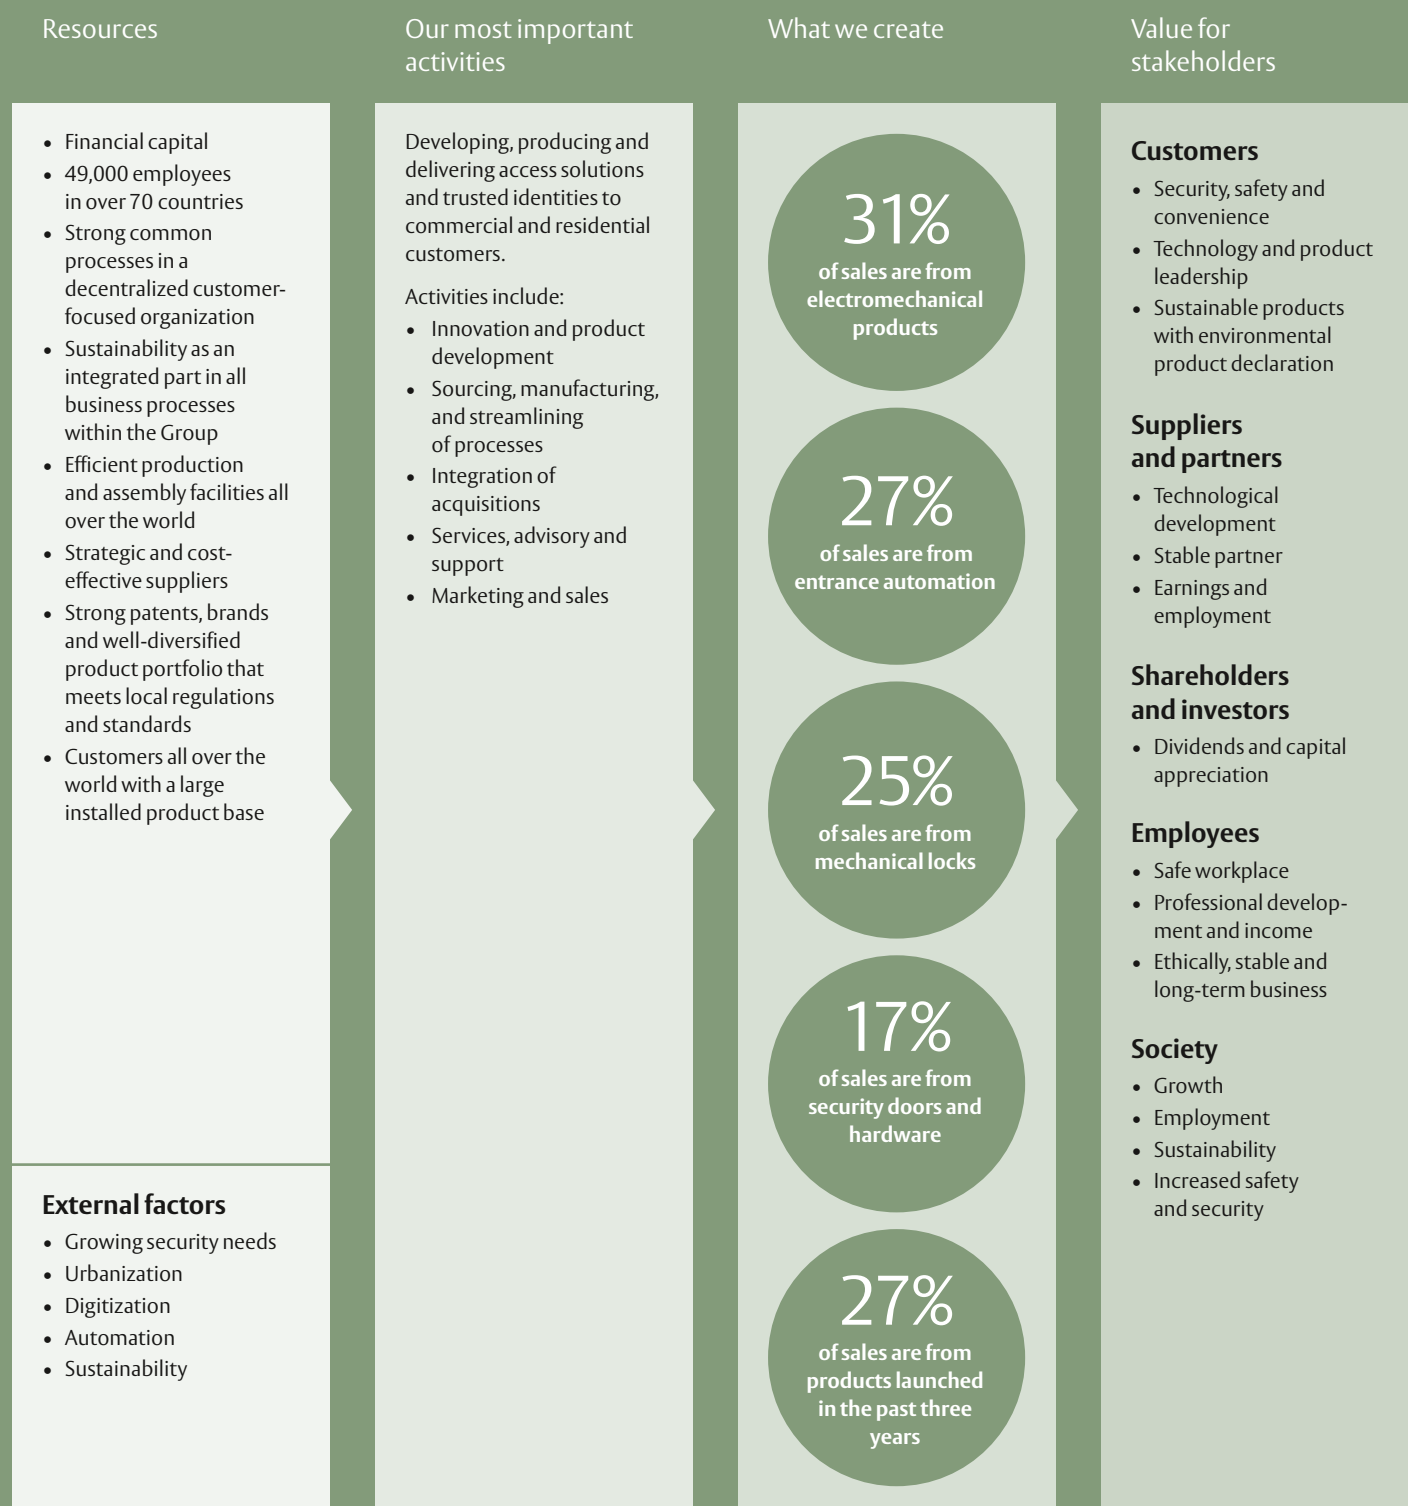 Resources
• Financial capital
• 49,000 employees
in over 70 countries
• Strong common
processes in a
decentralized customer-
focused organization
• Sustainability as an
integrated part in all
business processes
within the Group
• Efficient production
and assembly facilities all
over the world
• Strategic and cost-
effective suppliers
• Strong patents, brands
and well-diversified
product portfolio that
meets local regulations
and standards
• Customers all over the
world with a large
installed product base
External factors
• Growing security needs
• Urbanization
• Digitization
• Automation
• Sustainability
Our most important
activities
Developing, producing and
delivering access solutions
and trusted identities to
commercial and residential
customers.
Activities include:
• Innovation and product
development
• Sourcing, manufacturing,
and streamlining
of processes
• Integration of
acquisitions
• Services, advisory and
support
• Marketing and sales
What we create
31%
of sales are from
electromechanical
products
27%
of sales are from
entrance automation
25%
of sales are from
mechanical locks
17%
of sales are from
security doors and
hardware
27%
of sales are from
products launched
in the past three
years
Value for
stakeholders
Customers
• Security, safety and
convenience
• Technology and product
leadership
• Sustainable products
with environmental
product declaration
Suppliers
and partners
• Technological
development
• Stable partner
• Earnings and
employment
Shareholders
and investors
• Dividends and capital
appreciation
Employees
• Safe workplace
• Professional develop-
ment and income
• Ethically, stable and
long-term business
Society
• Growth
• Employment
• Sustainability
• Increased safety
and security